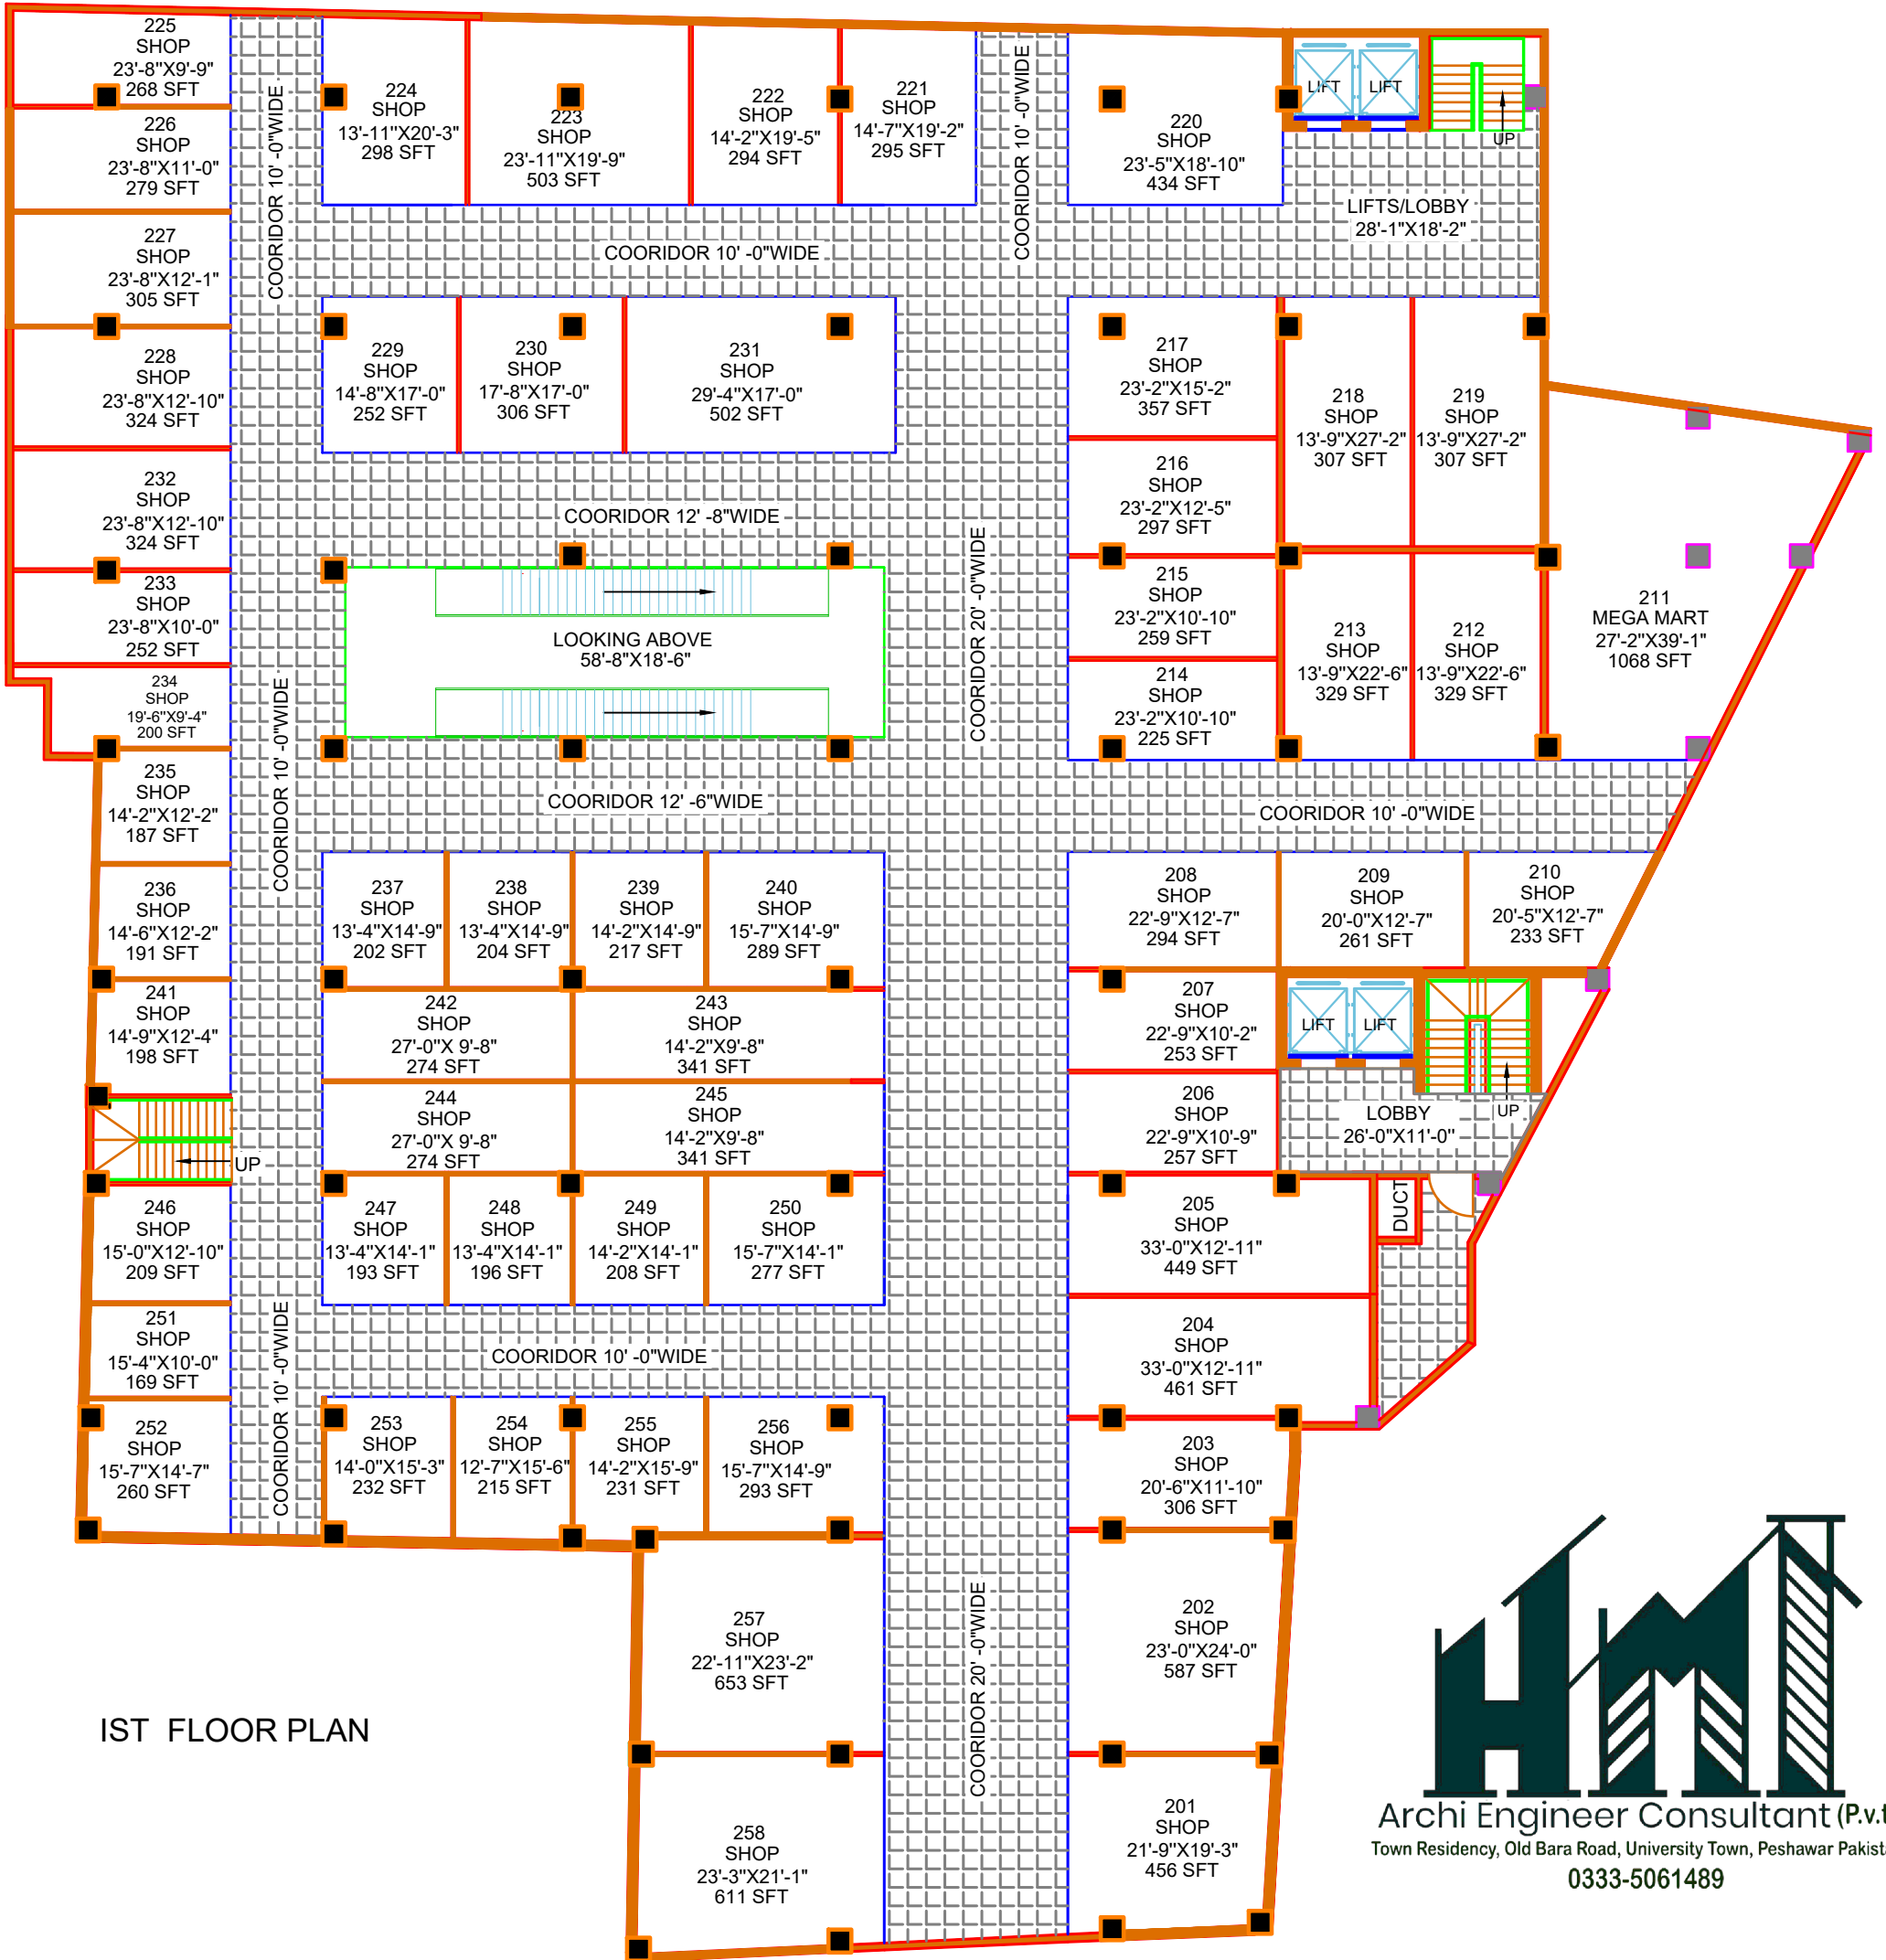 225
SHOP
23'-8"X9'-9"
268 SFT
226
SHOP
23'-8"X11'-0"
279 SFT
227
SHOP
23'-8"X12'-1"
305 SFT
228
SHOP
23'-8"X12'-10"
324 SFT
232
SHOP
23'-8"X12'-10"
324 SFT
233
SHOP
23'-8"X10'-0"
252 SFT
234
SHOP
19'-6"X9'-4"
200 SFT
235
SHOP
14'-2"X12'-2"
187 SFT
236
SHOP
14'-6"X12'-2"
191 SFT
241
SHOP
14'-9"X12'-4"
198 SFT
UP
246
SHOP
15'-0"X12'-10"
209 SFT
251
SHOP
15'-4"X10'-0"
169 SFT
252
SHOP
15'-7"X14'-7"
260 SFT
COORIDOR 10' -0"WIDE
COORIDOR 10' -0"WIDE
COORIDOR 10' -0"WIDE
224
SHOP
13'-11"X20'-3"
298 SFT
223
SHOP
23'-11"X19'-9"
503 SFT
222
SHOP
14'-2"X19'-5"
294 SFT
221
SHOP
14'-7"X19'-2"
295 SFT
COORIDOR 10' -0"WIDE
COORIDOR 10' -0"WIDE
220
SHOP
23'-5"X18'-10"
434 SFT
LIFT
LIFT
UP
LIFTS/LOBBY
28'-1"X18'-2"
229
SHOP
14'-8"X17'-0"
252 SFT
230
SHOP
17'-8"X17'-0"
306 SFT
231
SHOP
29'-4"X17'-0"
502 SFT
COORIDOR 12' -8"WIDE
LOOKING ABOVE
58'-8"X18'-6"
COORIDOR 12' -6"WIDE
COORIDOR 20' -0"WIDE
217
SHOP
23'-2"X15'-2"
357 SFT
218
SHOP
13'-9"X27'-2"
307 SFT
219
SHOP
13'-9"X27'-2"
307 SFT
216
SHOP
23'-2"X12'-5"
297 SFT
215
SHOP
23'-2"X10'-10"
259 SFT
214
SHOP
23'-2"X10'-10"
225 SFT
213
SHOP
13'-9"X22'-6"
329 SFT
212
SHOP
13'-9"X22'-6"
329 SFT
211
MEGA MART
27'-2"X39'-1"
1068 SFT
COORIDOR 10' -0"WIDE
237
SHOP
13'-4"X14'-9"
202 SFT
238
SHOP
13'-4"X14'-9"
204 SFT
239
SHOP
14'-2"X14'-9"
217 SFT
240
SHOP
15'-7"X14'-9"
289 SFT
242
SHOP
27'-0"X 9'-8"
274 SFT
243
SHOP
14'-2"X9'-8"
341 SFT
244
SHOP
27'-0"X 9'-8"
274 SFT
245
SHOP
14'-2"X9'-8"
341 SFT
247
SHOP
13'-4"X14'-1"
193 SFT
248
SHOP
13'-4"X14'-1"
196 SFT
249
SHOP
14'-2"X14'-1"
208 SFT
250
SHOP
15'-7"X14'-1"
277 SFT
COORIDOR 10' -0"WIDE
253
SHOP
14'-0"X15'-3"
232 SFT
254
SHOP
12'-7"X15'-6"
215 SFT
255
SHOP
14'-2"X15'-9"
231 SFT
256
SHOP
15'-7"X14'-9"
293 SFT
257
SHOP
22'-11"X23'-2"
653 SFT
258
SHOP
23'-3"X21'-1"
611 SFT
COORIDOR 20' -0"WIDE
208
SHOP
22'-9"X12'-7"
294 SFT
209
SHOP
20'-0"X12'-7"
261 SFT
210
SHOP
20'-5"X12'-7"
233 SFT
207
SHOP
22'-9"X10'-2"
253 SFT
LIFT
LIFT
UP
LOBBY
26'-0"X11'-0"
206
SHOP
22'-9"X10'-9"
257 SFT
DUCT
205
SHOP
33'-0"X12'-11"
449 SFT
204
SHOP
33'-0"X12'-11"
461 SFT
203
SHOP
20'-6"X11'-10"
306 SFT
202
SHOP
23'-0"X24'-0"
587 SFT
201
SHOP
21'-9"X19'-3"
456 SFT
IST FLOOR PLAN
Archi Engineer Consultant (P.v.t
Town Residency, Old Bara Road, University Town, Peshawar Pakist
0333-5061489